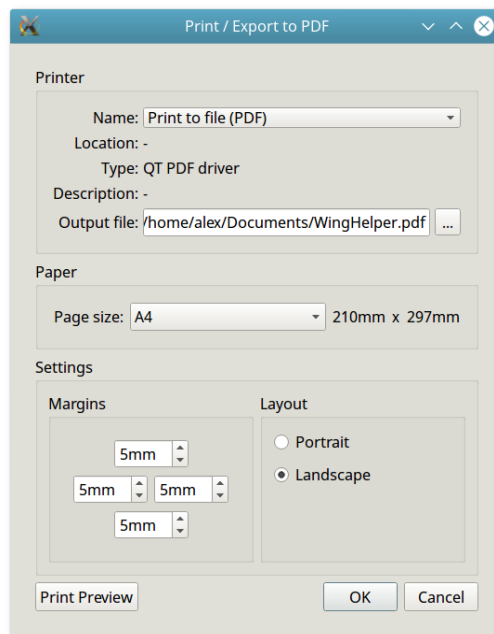 Print / Export to PDF
Printer
Name: Print to file (PDF)
Location: -
Type: QT PDF driver
Description: -
Output file: /home/alex/Documents/WingHelper.pdf ...
Paper
Page size: A4 210mm x 297mm
Settings
Margins Layout
5mm Portrait
5mm 5mm Landscape
5mm
Print Preview OK Cancel